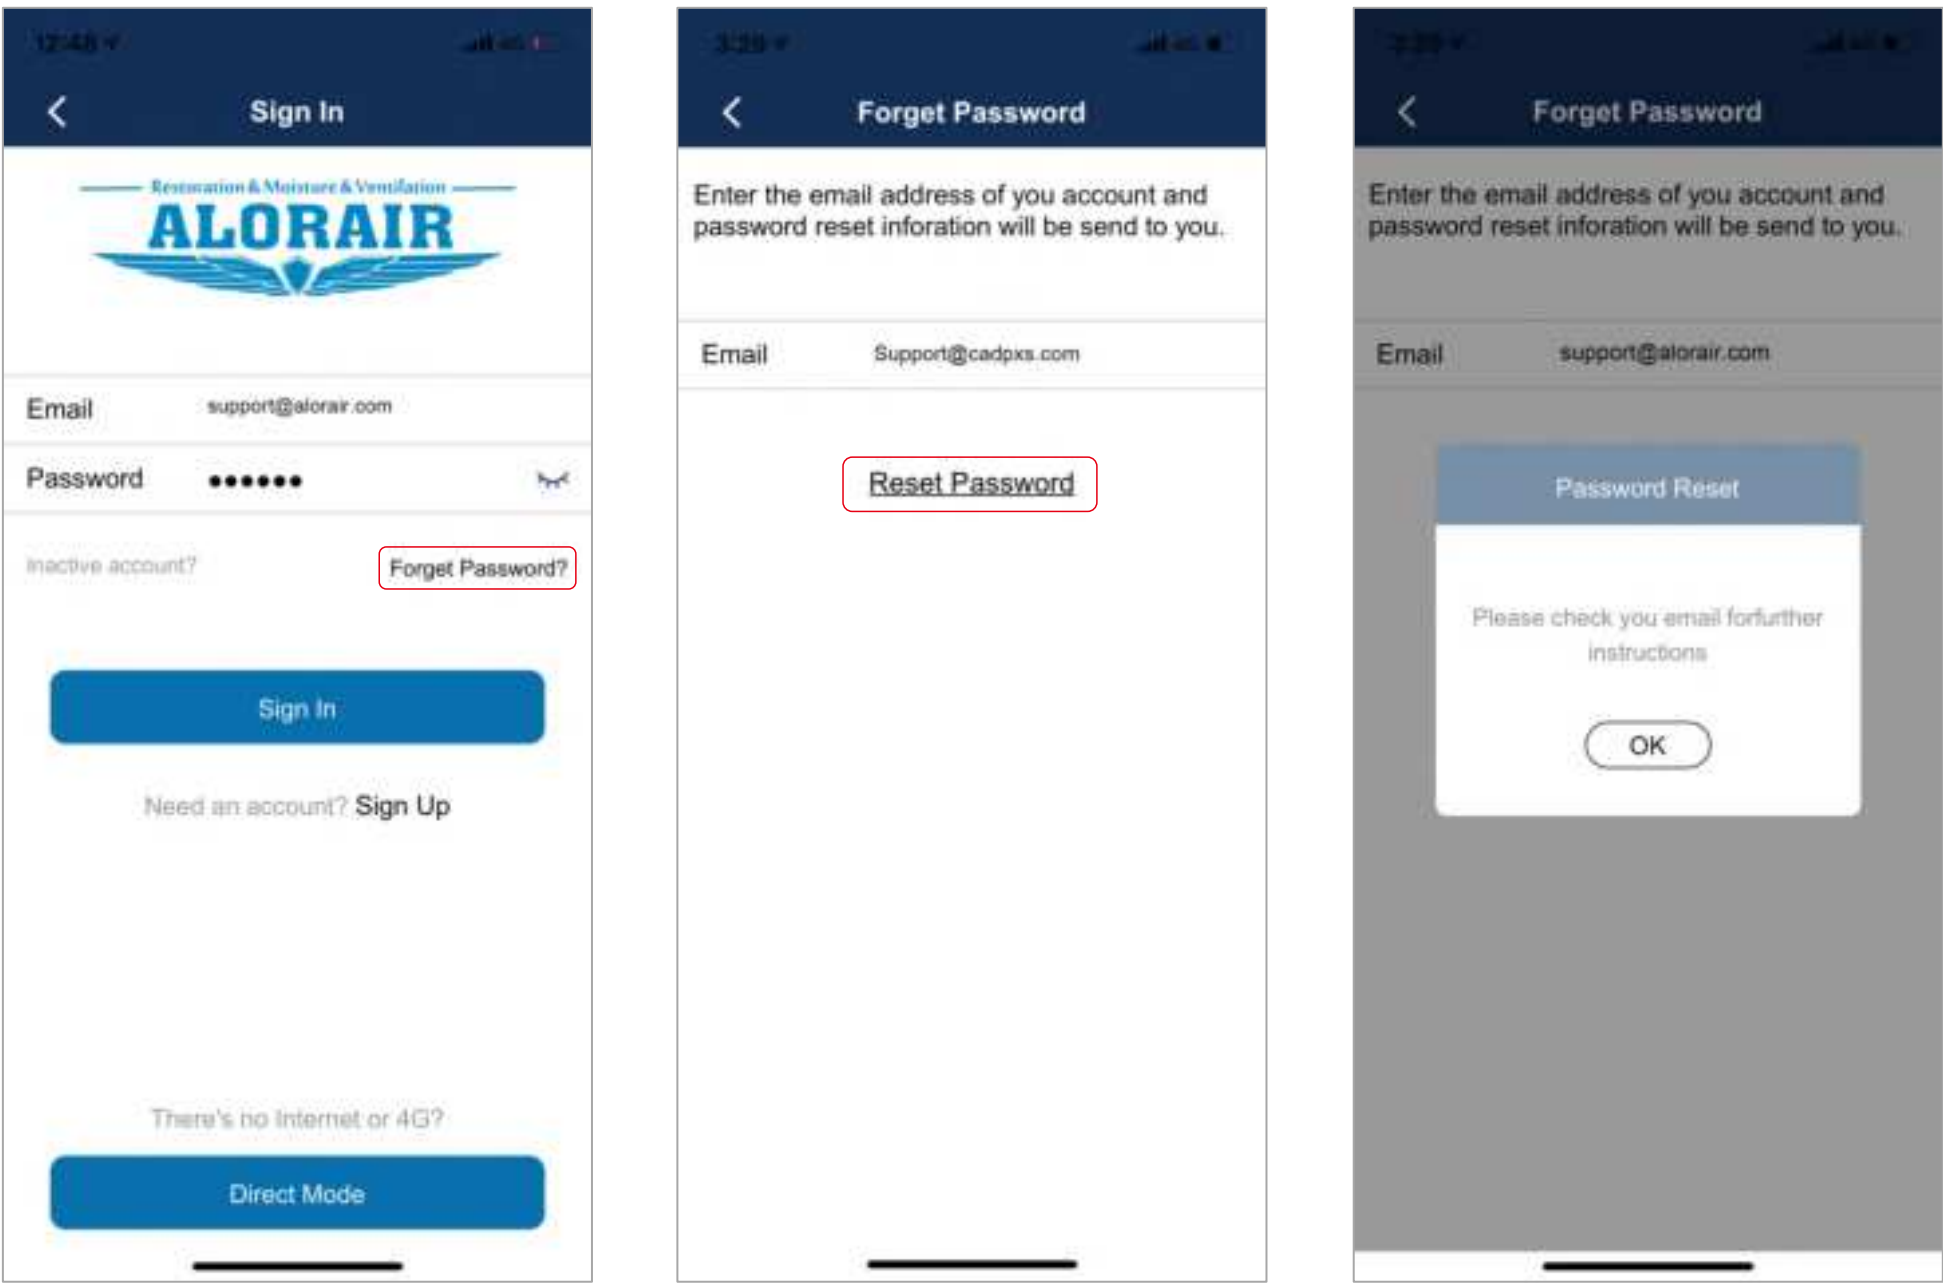 12:48
Sign In
Restoration & Moisture & Ventilation
ALORAIR
Email support@alorair.com
Password ••••••
Inactive account? Forget Password?
Sign In
Need an account? Sign Up
There's no Internet or 4G?
Direct Mode
3:29
Forget Password
Enter the email address of you account and
password reset inforation will be send to you.
Email Support@cadpxs.com
Reset Password
Forget Password
Enter the email address of you account and
password reset inforation will be send to you.
Email support@alorair.com
Password Reset
Please check you email forfurther
instructions
OK